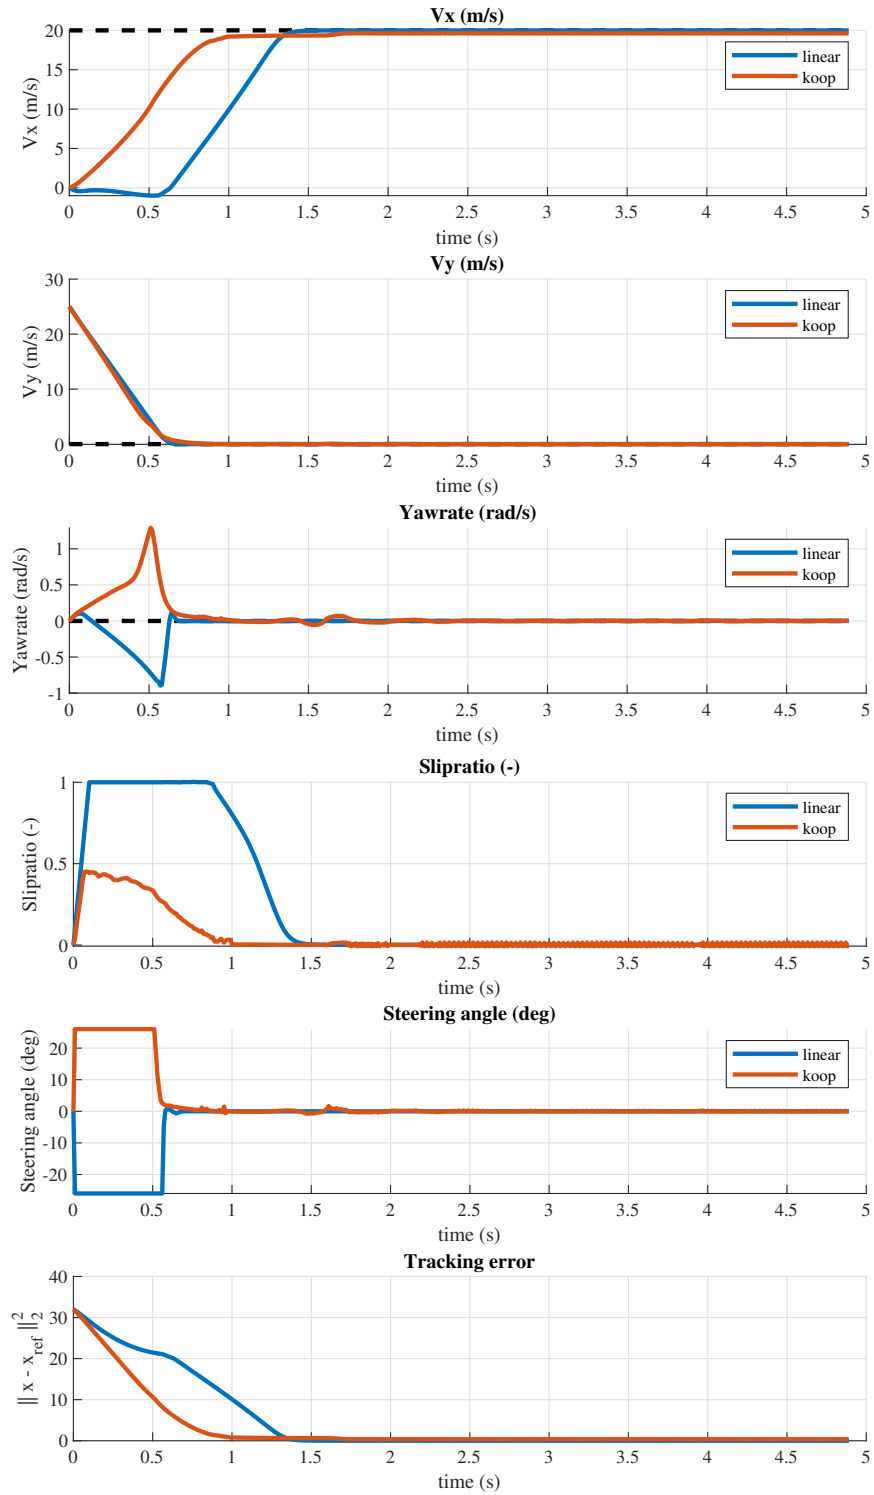 Vx (m/s)
20
15
10
5
0
Vx (m/s)
linear
koop
0 0.5 1 1.5 2 2.5 3 3.5 4 4.5 5
time (s)
Vy (m/s)
30
20
10
0
Vy (m/s)
linear
koop
0 0.5 1 1.5 2 2.5 3 3.5 4 4.5 5
time (s)
Yawrate (rad/s)
1
0.5
0
-0.5
-1
Yawrate (rad/s)
linear
koop
0 0.5 1 1.5 2 2.5 3 3.5 4 4.5 5
time (s)
Slipratio (-)
1
0.5
0
Slipratio (-)
linear
koop
0 0.5 1 1.5 2 2.5 3 3.5 4 4.5 5
time (s)
Steering angle (deg)
20
10
0
-10
-20
Steering angle (deg)
linear
koop
0 0.5 1 1.5 2 2.5 3 3.5 4 4.5 5
time (s)
Tracking error
40
30
20
10
0
|| x - x_ref ||_2^2
0 0.5 1 1.5 2 2.5 3 3.5 4 4.5 5
time (s)